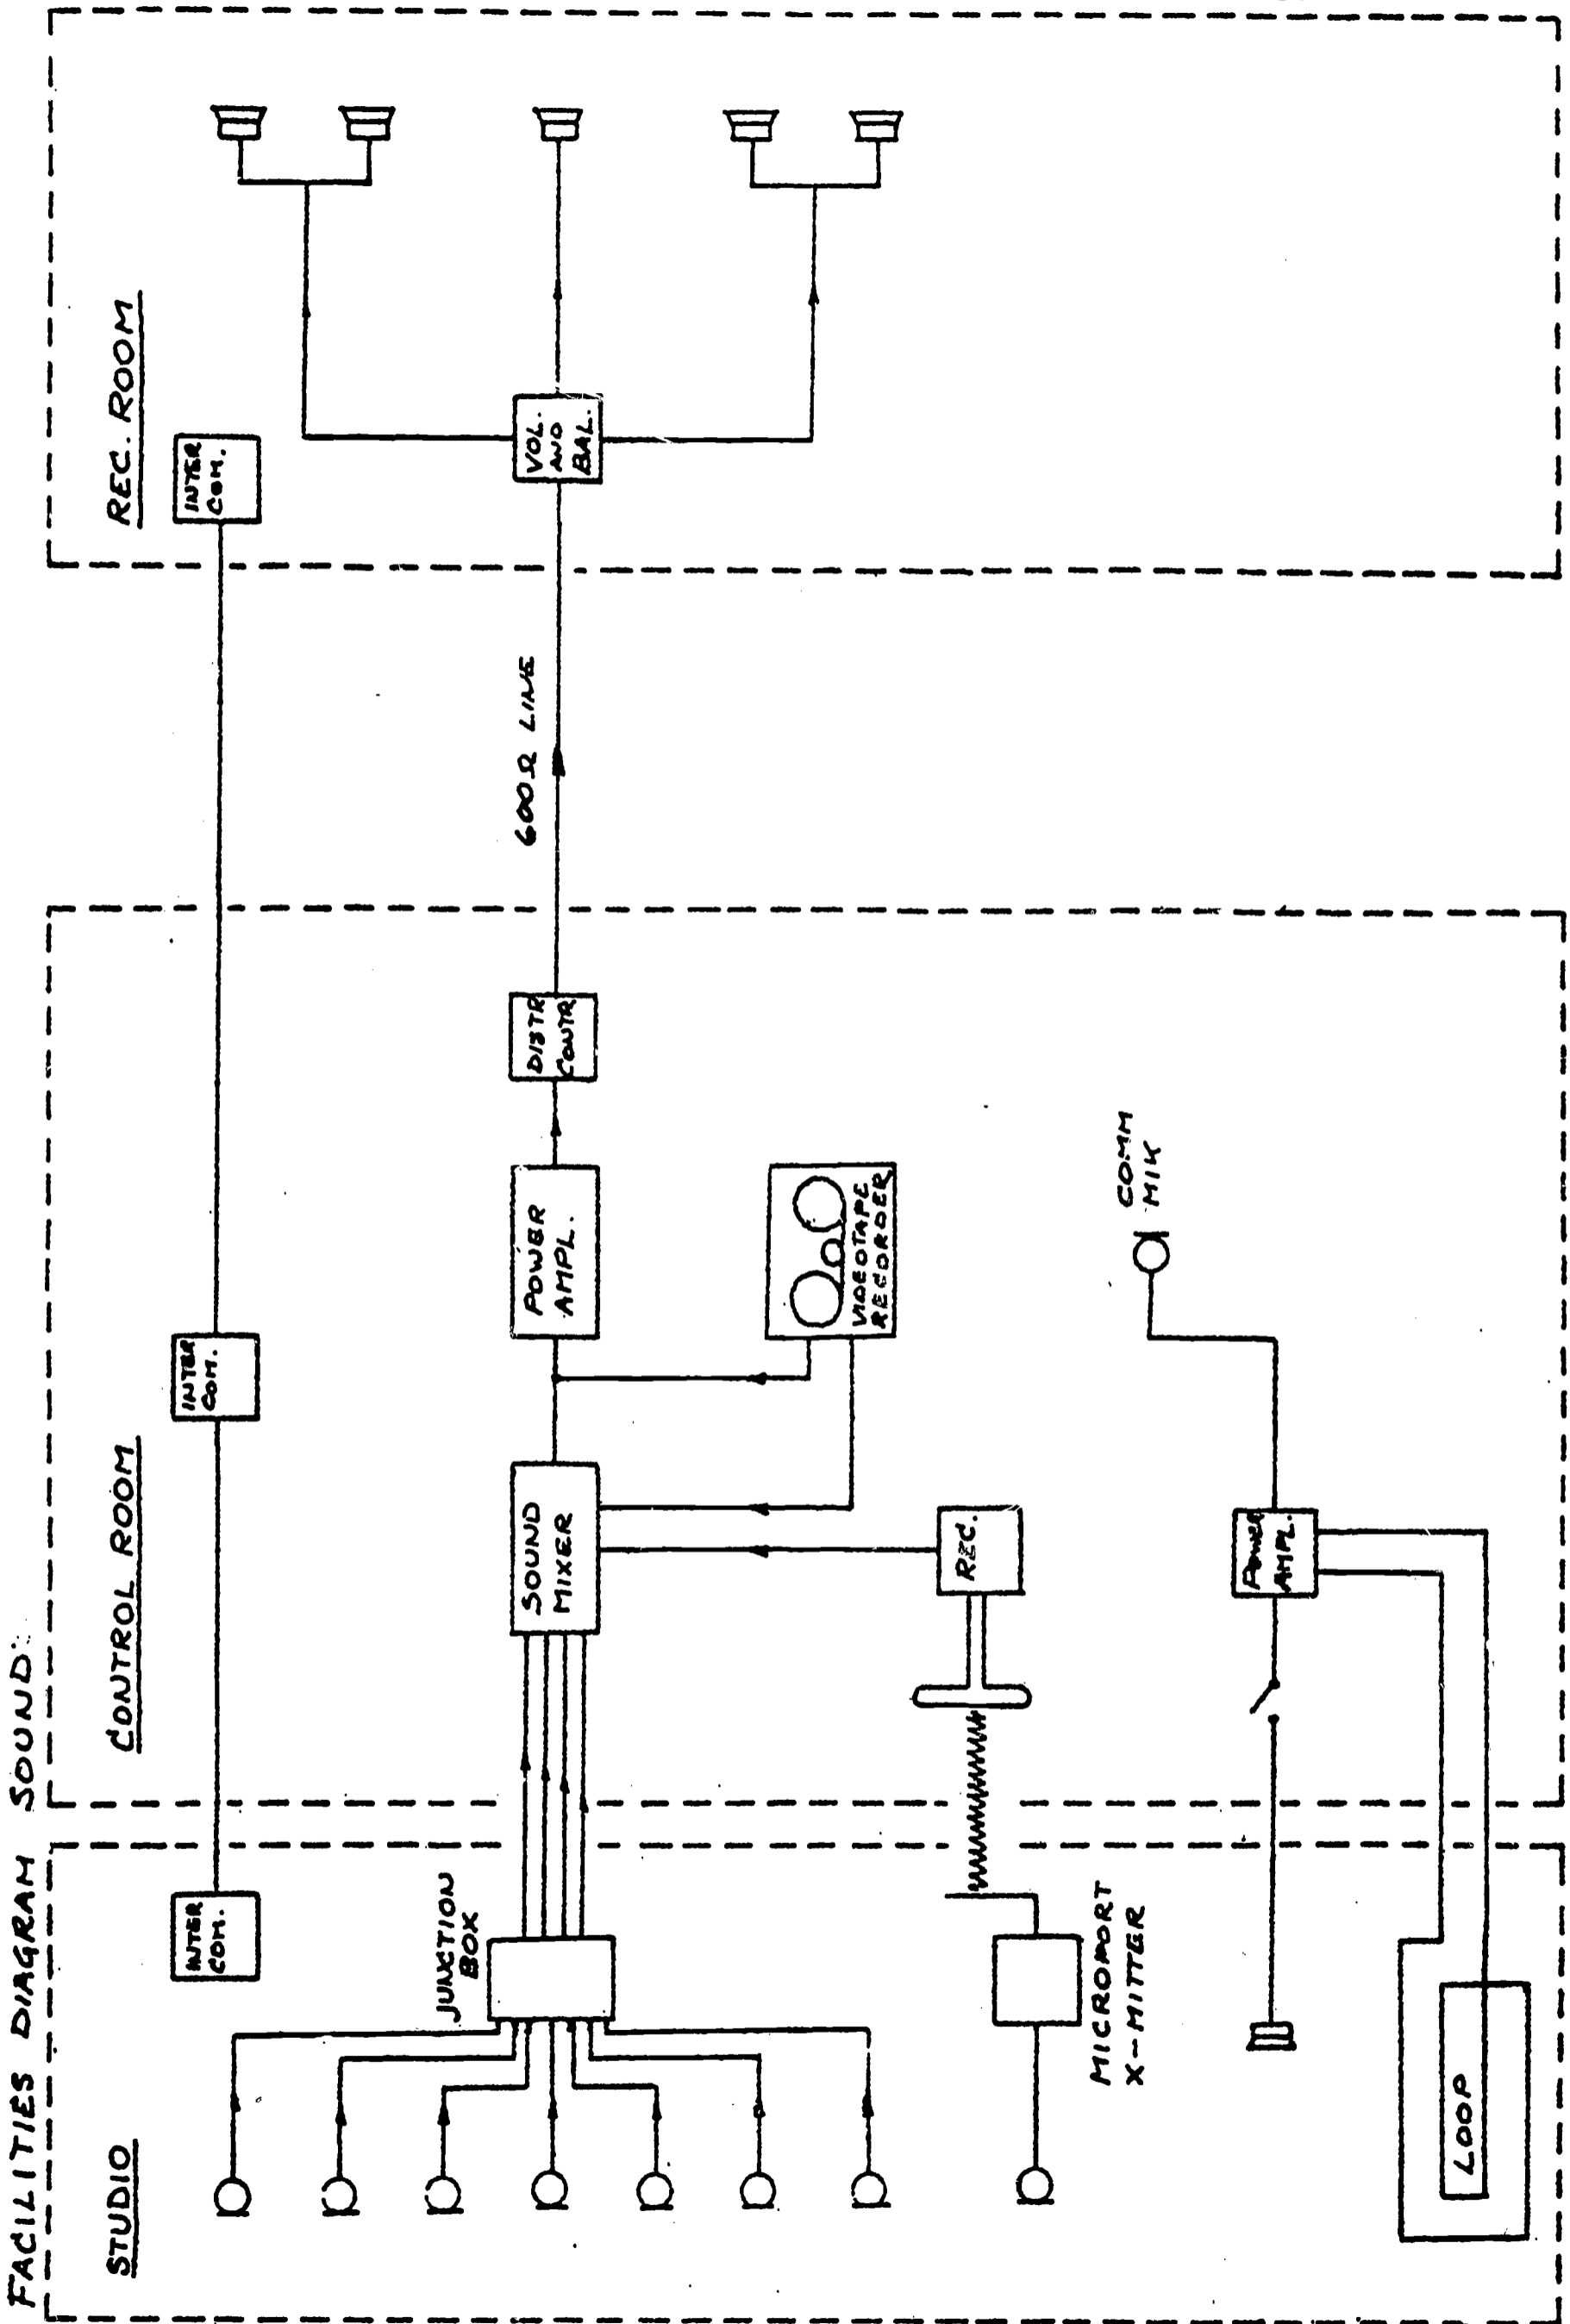 FACILITIES DIAGRAM SOUND:
STUDIO
INTER
COM.
JUNCTION
BOX
MICROPORT
X-MITTER
LOOP
CONTROL ROOM
INTER
COM.
SOUND
MIXER
POWER
AMPL.
DISTR
CONTR
VIDEOTAPE
RECORDER
REC.
POWER
AMPL.
COMM
MIK
600Ω LINE
REC. ROOM
INTER
COM.
VOL.
AND
BAL.